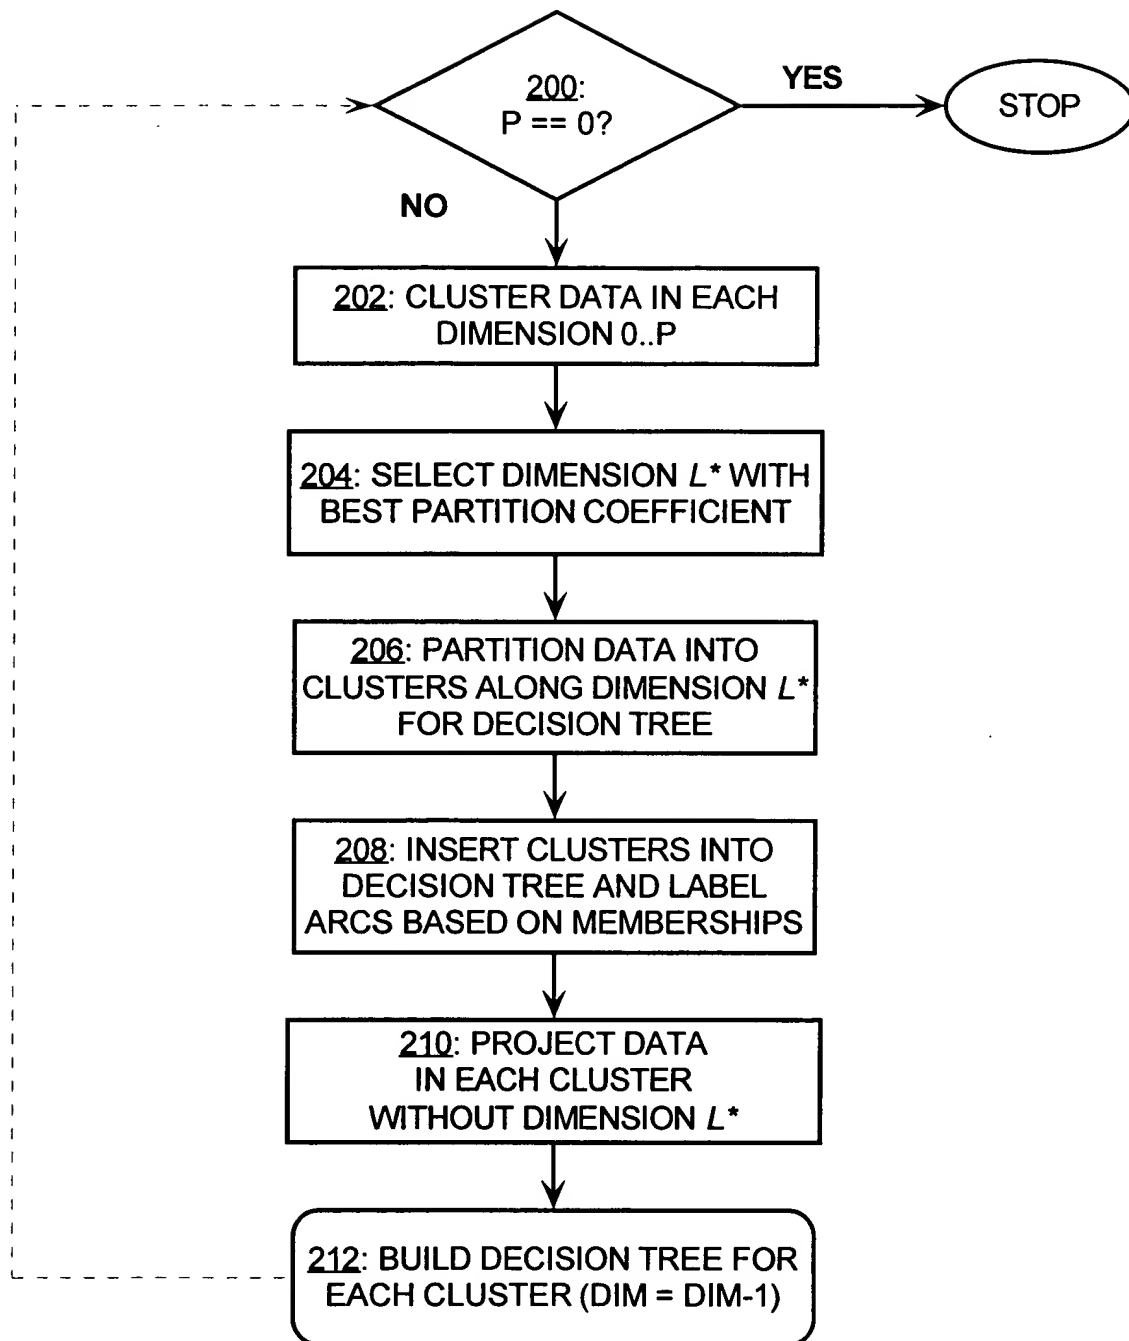 200:
P == 0?
YES
STOP
NO
202: CLUSTER DATA IN EACH
DIMENSION 0..P
204: SELECT DIMENSION L* WITH
BEST PARTITION COEFFICIENT
206: PARTITION DATA INTO
CLUSTERS ALONG DIMENSION L*
FOR DECISION TREE
208: INSERT CLUSTERS INTO
DECISION TREE AND LABEL
ARCS BASED ON MEMBERSHIPS
210: PROJECT DATA
IN EACH CLUSTER
WITHOUT DIMENSION L*
212: BUILD DECISION TREE FOR
EACH CLUSTER (DIM = DIM-1)